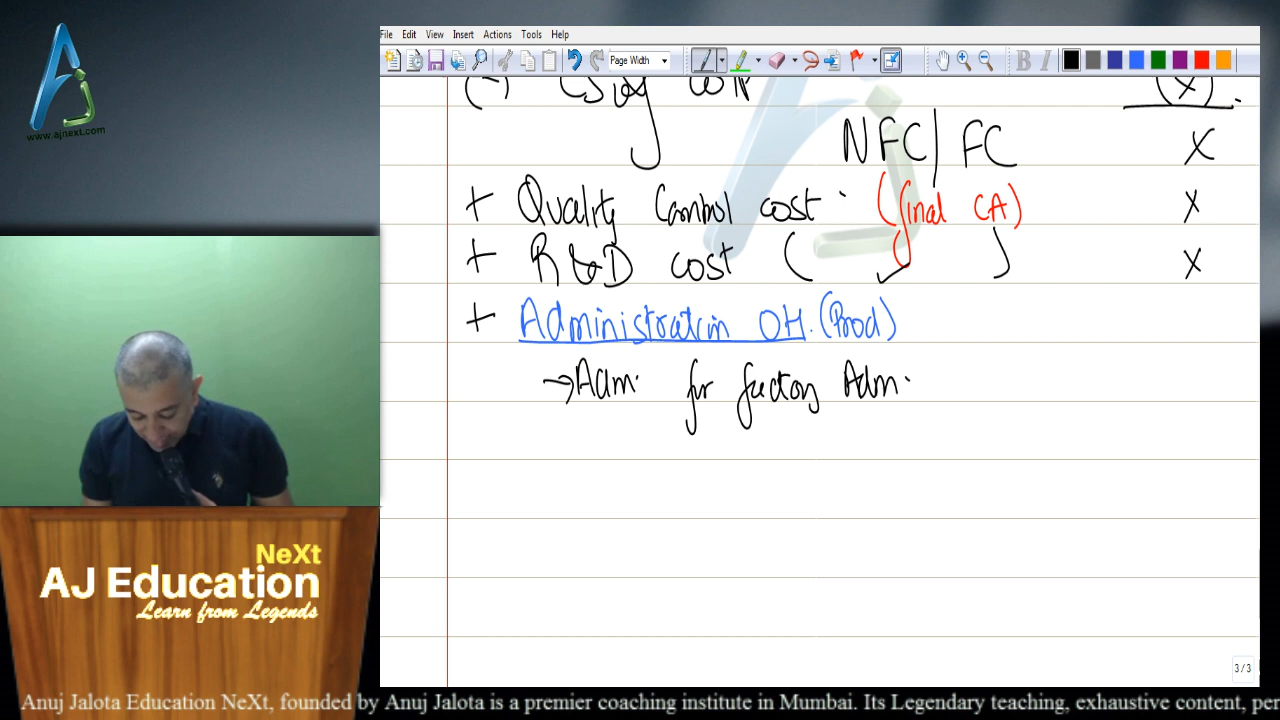 File Edit View Insert Actions Tools Help
Page Width
B I
www.ajnext.com
(-) WIP (X).
NFC | FC X
+ Quality Control cost (final CA) X
+ R & D cost ( ✓ ) X
+ Administration OH. (Prod)
→ Adm. for factory Adm.
3/3
NeXt
AJ Education
Learn from Legends
Anuj Jalota Education NeXt, founded by Anuj Jalota is a premier coaching institute in Mumbai. Its Legendary teaching, exhaustive content, per